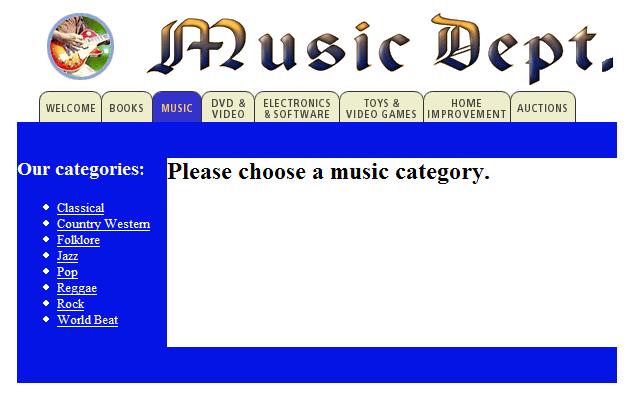 Music Dept.
WELCOME BOOKS MUSIC DVD & VIDEO ELECTRONICS & SOFTWARE TOYS & VIDEO GAMES HOME IMPROVEMENT AUCTIONS
Our categories:
Classical
Country Western
Folklore
Jazz
Pop
Reggae
Rock
World Beat
Please choose a music category.